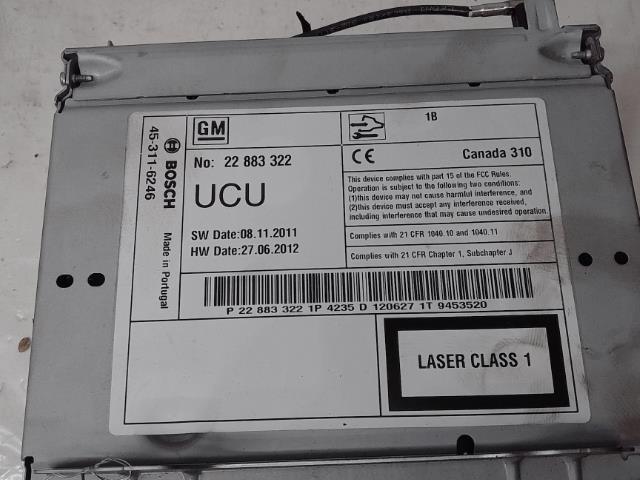 BOSCH
45-311-6246
Made in Portugal
GM
No: 22 883 322
UCU
SW Date:08.11.2011
HW Date:27.06.2012
1B
CE
Canada 310
This device complies with part 15 of the FCC Rules.
Operation is subject to the following two conditions:
(1)this device may not cause harmful interference, and
(2)this device must accept any interference received,
including interference that may cause undesired operation
Complies with 21 CFR 1040.10 and 1040.11
Complies with 21 CFR Chapter 1, Subchapter J
P 22 883 322 1P 4235 D 120627 1T 9453520
LASER CLASS 1